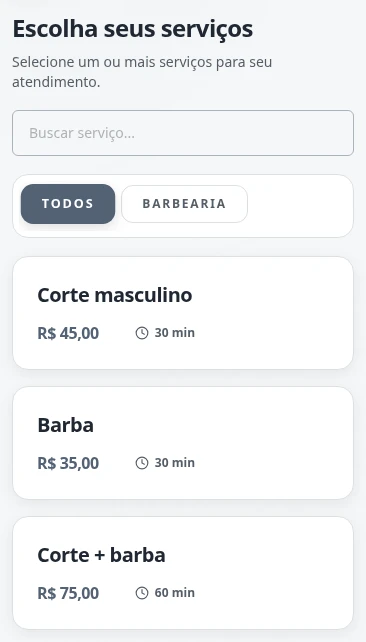 Escolha seus serviços
Selecione um ou mais serviços para seu
atendimento.
Buscar serviço...
TODOS
BARBEARIA
Corte masculino
R$ 45,00
30 min
Barba
R$ 35,00
30 min
Corte + barba
R$ 75,00
60 min